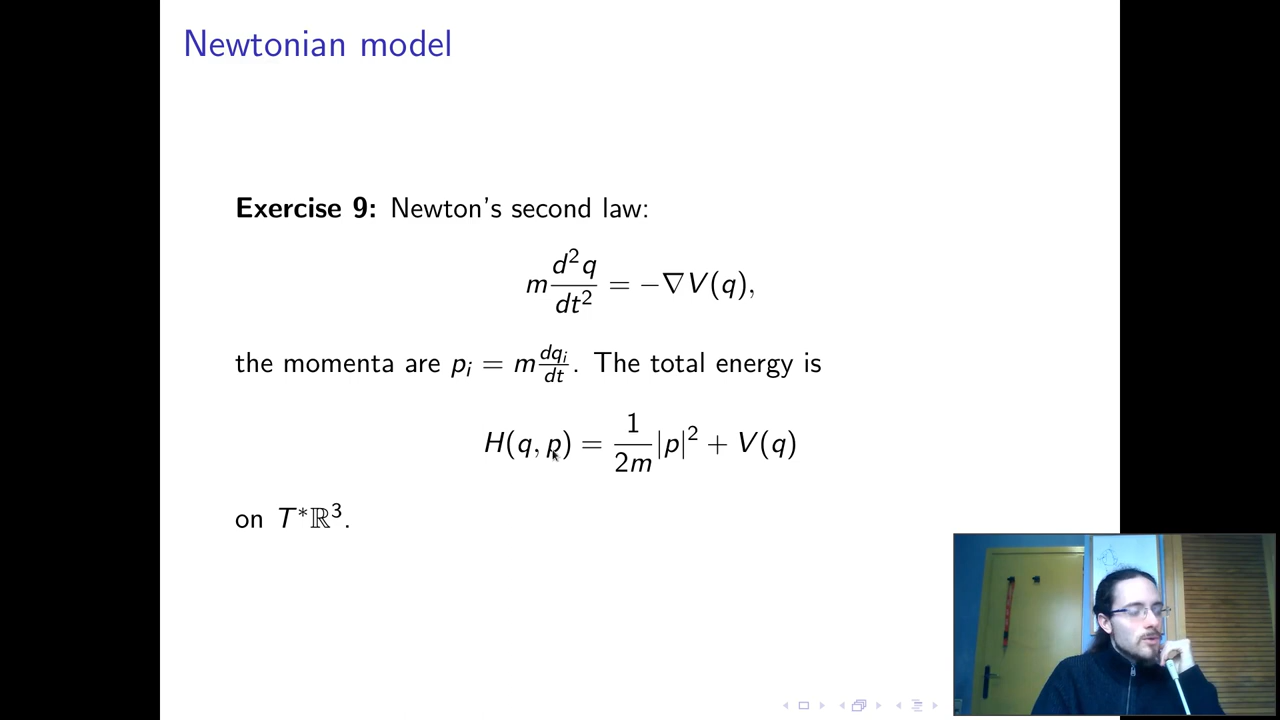 Newtonian model
Exercise 9: Newton's second law:
m d²q/dt² = −∇V(q),
the momenta are pᵢ = m dqᵢ/dt. The total energy is
H(q, p) = 1/2m |p|² + V(q)
on T*ℝ³.